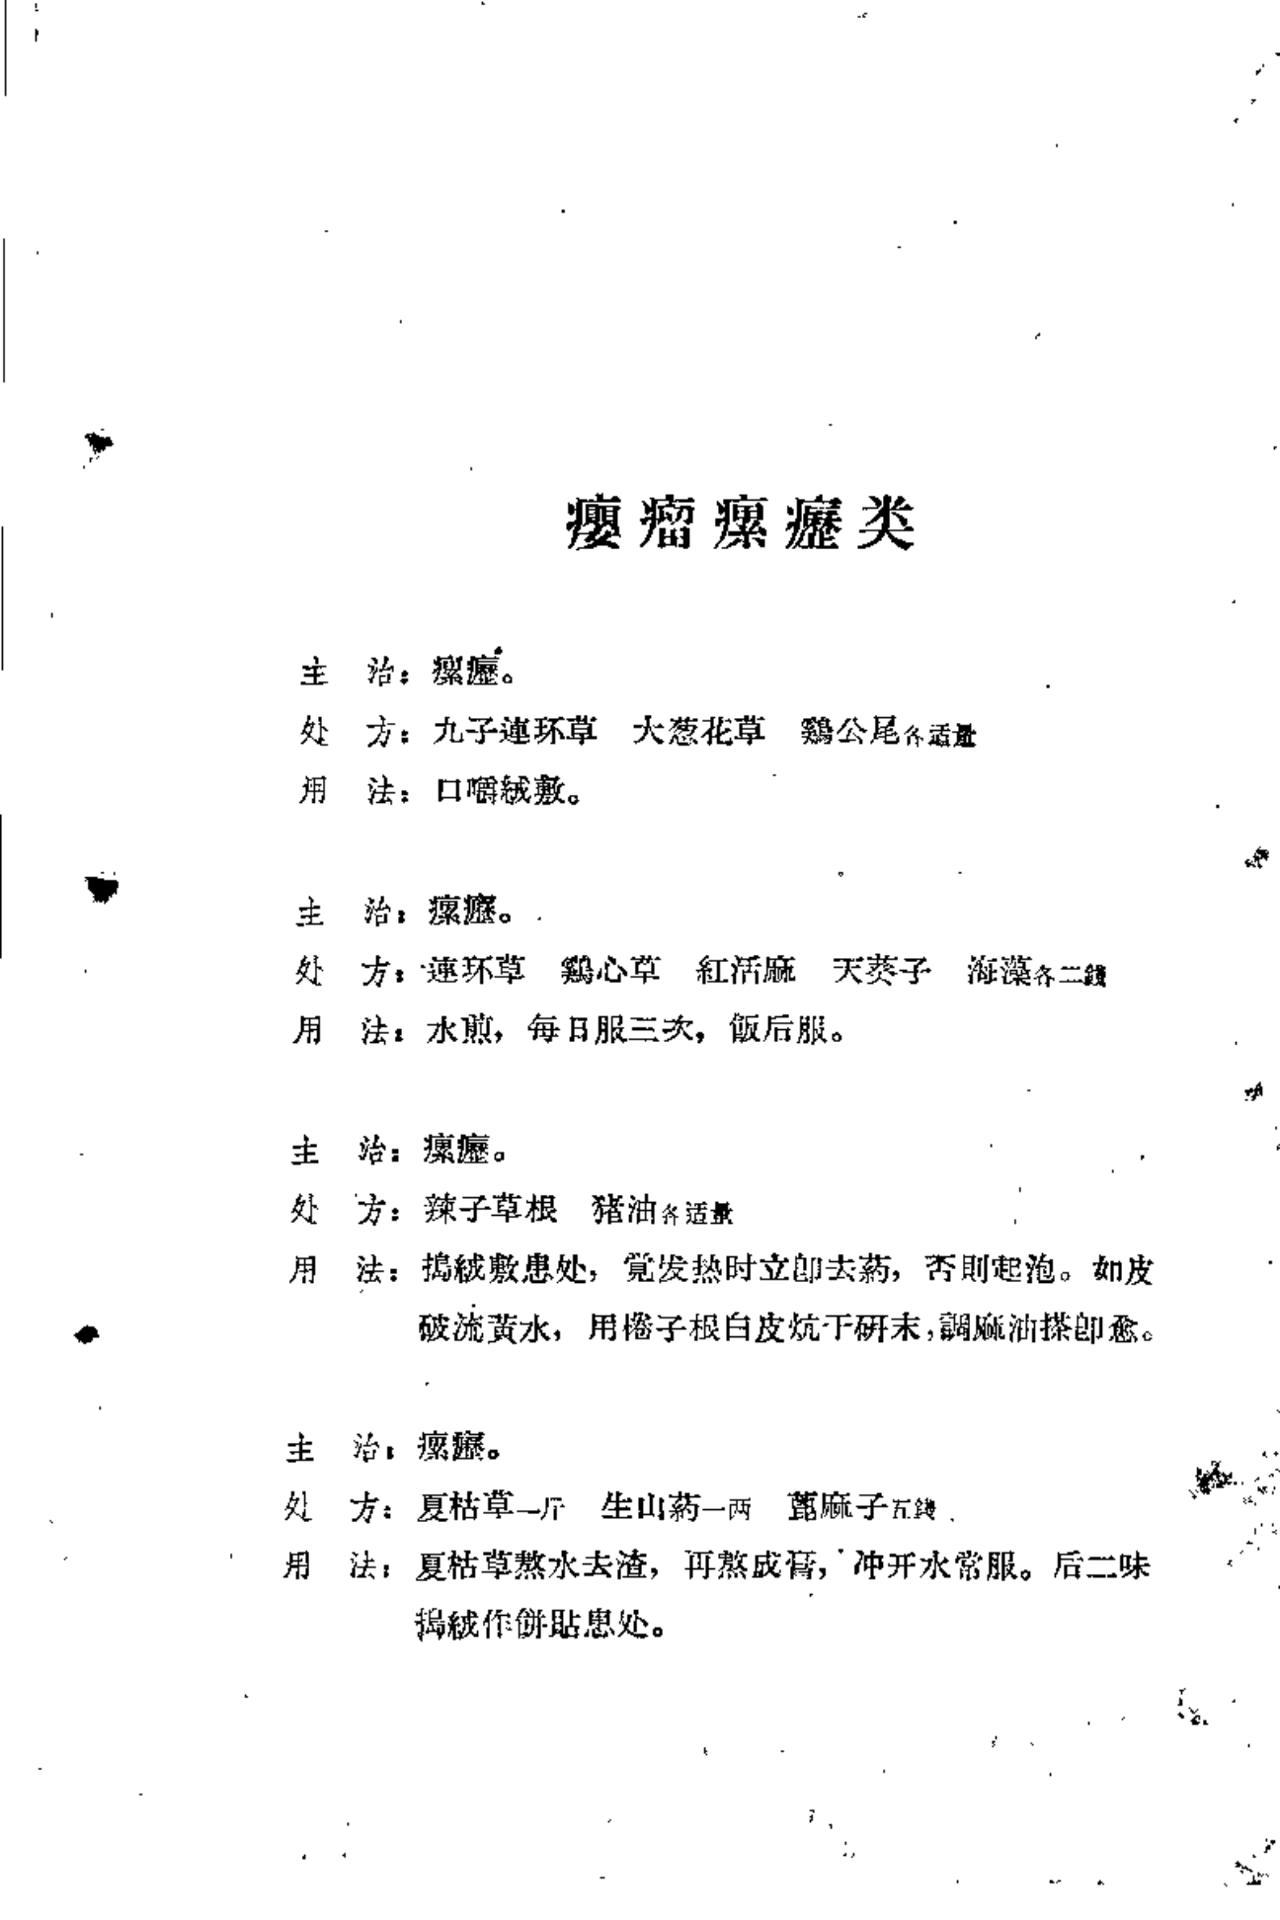 癭瘤瘰癧类
主　治：瘰癧。
处　方：九子連环草　大葱花草　鷄公尾各适量
用　法：口嚼絨敷。
主　治：瘰癧。
处　方：連环草　鷄心草　紅活麻　天葵子　海藻各二錢
用　法：水煎，每日服三次，飯后服。
主　治：瘰癧。
处　方：辣子草根　猪油各适量
用　法：搗絨敷患处，觉发热时立即去葯，否則起泡。如皮
破流黃水，用棬子根白皮炕干研末，調麻油搽即愈。
主　治：瘰癧。
处　方：夏枯草一斤　生山葯一两　蓖麻子五錢
用　法：夏枯草熬水去渣，再熬成膏，冲开水常服。后二味
搗絨作餅貼患处。